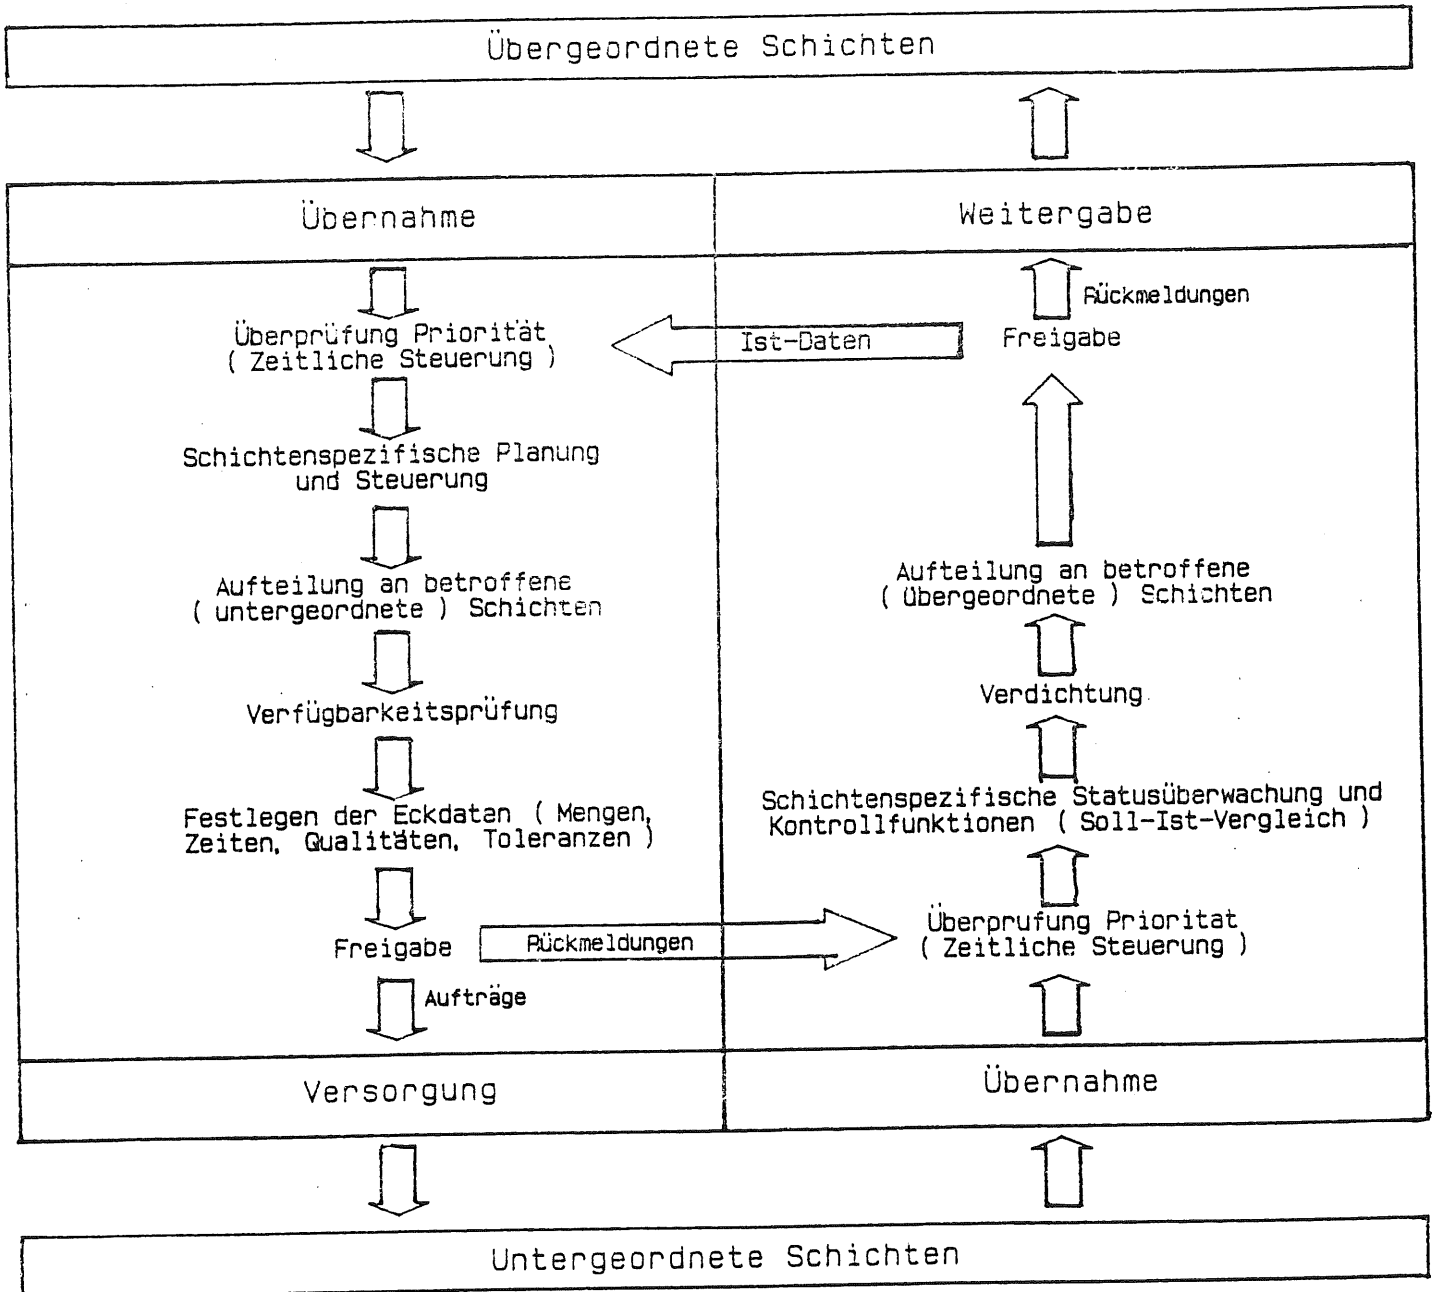 Übergeordnete Schichten
Übernahme
Weitergabe
Rückmeldungen
Überprüfung Priorität
( Zeitliche Steuerung )
Ist-Daten
Freigabe
Schichtenspezifische Planung
und Steuerung
Aufteilung an betroffene
( untergeordnete ) Schichten
Aufteilung an betroffene
( übergeordnete ) Schichten
Verfügbarkeitsprüfung
Verdichtung
Festlegen der Eckdatan ( Mengen,
Zeiten, Qualitäten, Toleranzen )
Schichtenspezifische Statusüberwachung und
Kontrollfunktionen ( Soll-Ist-Vergleich )
Freigabe
Rückmeldungen
Überprufung Prioritat
( Zeitliche Steuerung )
Aufträge
Versorgung
Übernahme
Untergeordnete Schichten